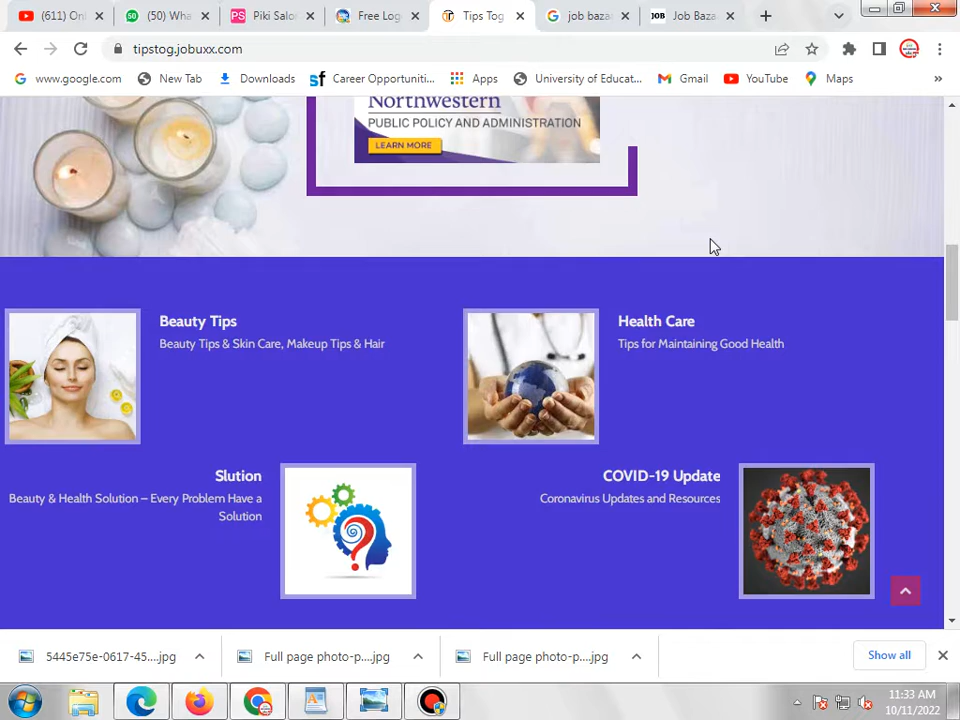 (611) Onl
(50) Wha
Piki Salor
Free Log
Tips Tog
job baza
Job Baza
tipstog.jobuxx.com
www.google.com
New Tab
Downloads
Career Opportuniti...
Apps
University of Educat...
Gmail
YouTube
Maps
»
Northwestern
PUBLIC POLICY AND ADMINISTRATION
LEARN MORE
Beauty Tips
Beauty Tips & Skin Care, Makeup Tips & Hair
Health Care
Tips for Maintaining Good Health
Slution
Beauty & Health Solution – Every Problem Have a
Solution
COVID-19 Update
Coronavirus Updates and Resources
5445e75e-0617-45....jpg
Full page photo-p....jpg
Full page photo-p....jpg
Show all
11:33 AM
10/11/2022